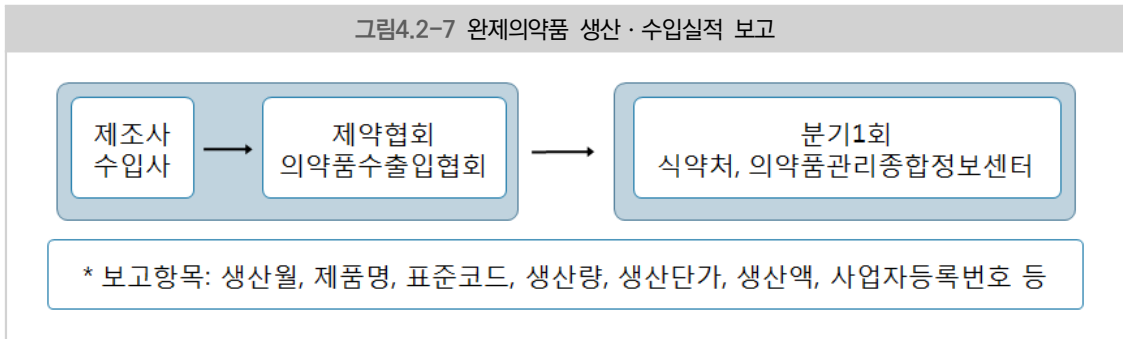 그림4.2-7 완제의약품 생산·수입실적 보고
제조사
수입사
제약협회
의약품수출입협회
분기1회
식약처, 의약품관리종합정보센터
* 보고항목: 생산월, 제품명, 표준코드, 생산량, 생산단가, 생산액, 사업자등록번호 등